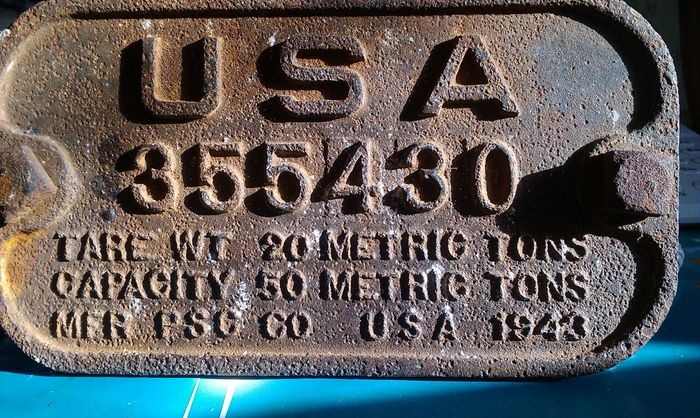 USA
355430
TARE WT 20 METRIC TONS
CAPACITY 50 METRIC TONS
MFR PSC CO USA 1943